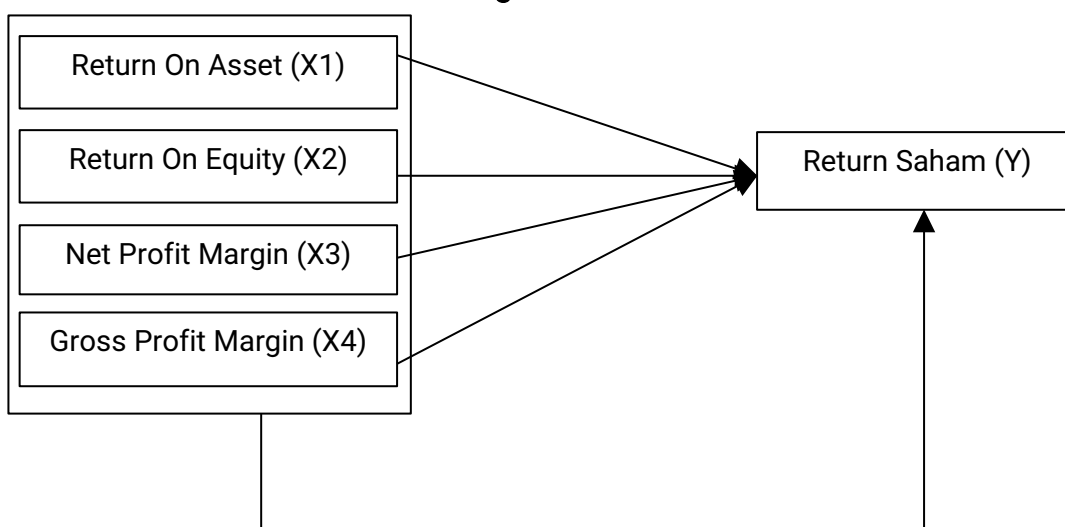 Return On Asset (X1)
Return On Equity (X2)
Net Profit Margin (X3)
Gross Profit Margin (X4)
Return Saham (Y)